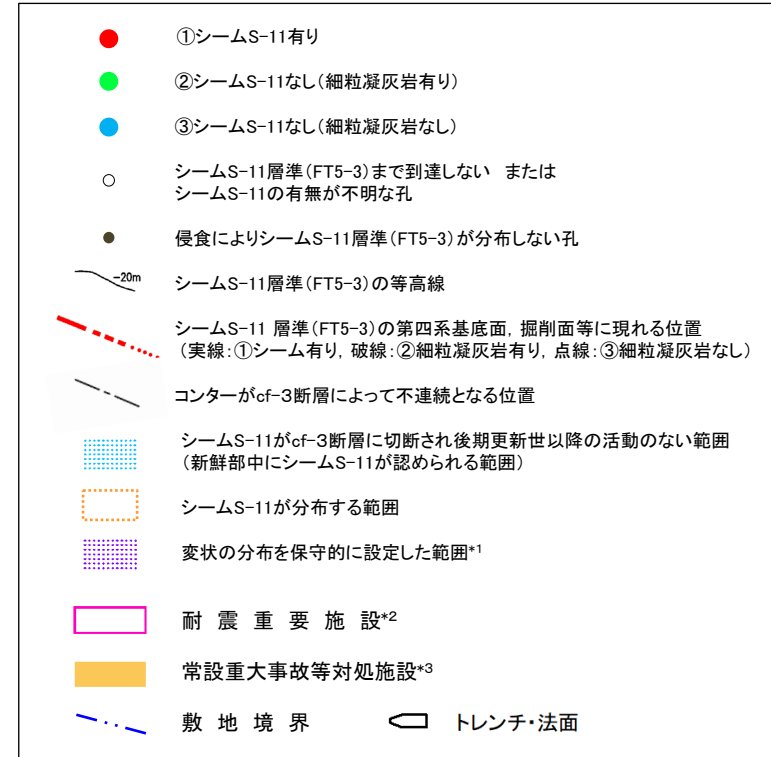 ①シームS-11有り
②シームS-11なし(細粒凝灰岩有り)
③シームS-11なし(細粒凝灰岩なし)
シームS-11層準(FT5-3)まで到達しない または
シームS-11の有無が不明な孔
侵食によりシームS-11層準(FT5-3)が分布しない孔
-20m
シームS-11層準(FT5-3)の等高線
シームS-11 層準(FT5-3)の第四系基底面, 掘削面等に現れる位置
(実線:①シーム有り, 破線:②細粒凝灰岩有り, 点線:③細粒凝灰岩なし)
コンターがcf-3断層によって不連続となる位置
シームS-11がcf-3断層に切断され後期更新世以降の活動のない範囲
(新鮮部中にシームS-11が認められる範囲)
シームS-11が分布する範囲
変状の分布を保守的に設定した範囲*1
耐 震 重 要 施 設*2
常設重大事故等対処施設*3
敷 地 境 界 トレンチ・法面